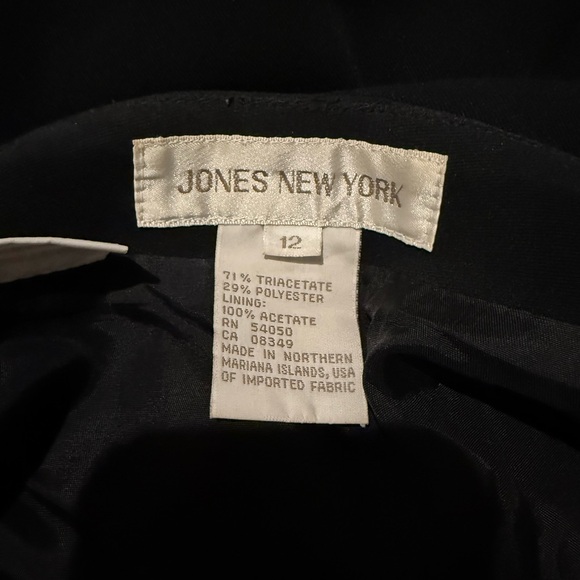 JONES NEW YORK
12
71% TRIACETATE
29% POLYESTER
LINING:
100% ACETATE
RN 54050
CA 08349
MADE IN NORTHERN
MARIANA ISLANDS, USA
OF IMPORTED FABRIC